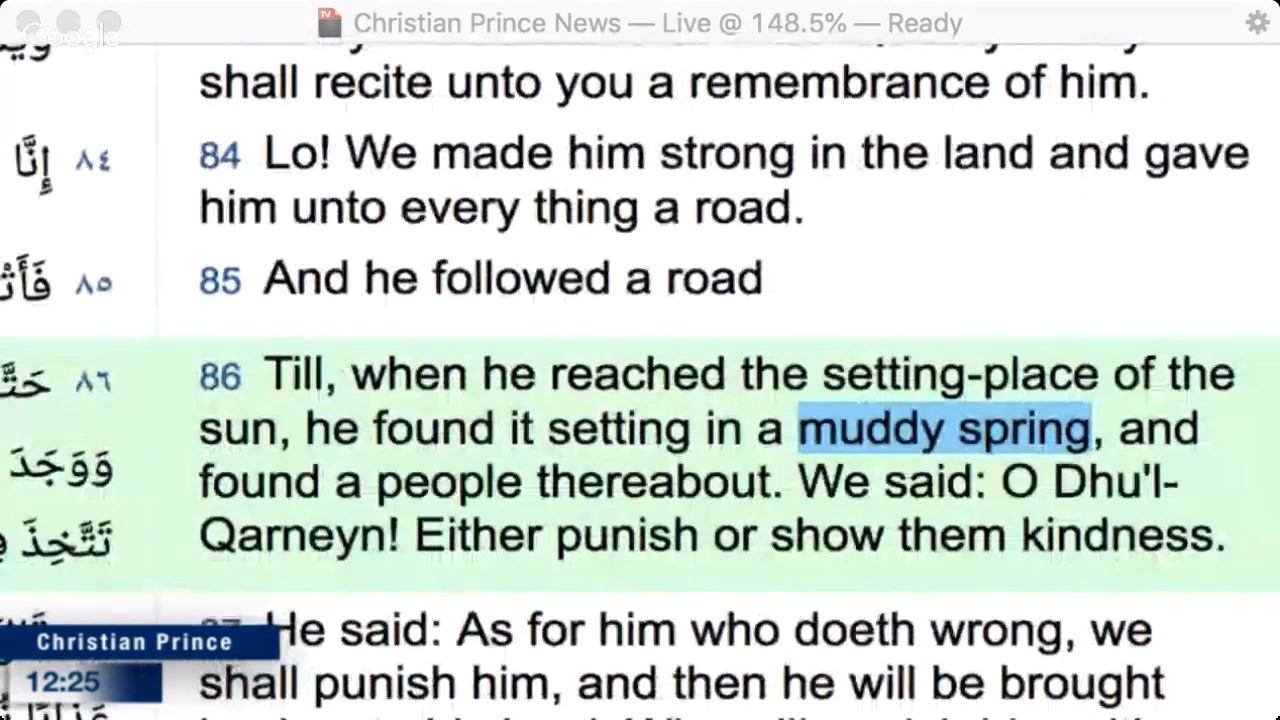 Christian Prince News — Live @ 148.5% — Ready
Google
shall recite unto you a remembrance of him.
إِنَّا ٨٤ 84 Lo! We made him strong in the land and gave
him unto every thing a road.
٨٥ 85 And he followed a road
٨٦ 86 Till, when he reached the setting-place of the
sun, he found it setting in a muddy spring, and
وَوَجَدَ found a people thereabout. We said: O Dhu'l-
تَتَّخِذَ Qarneyn! Either punish or show them kindness.
He said: As for him who doeth wrong, we
Christian Prince
shall punish him, and then he will be brought
12:25